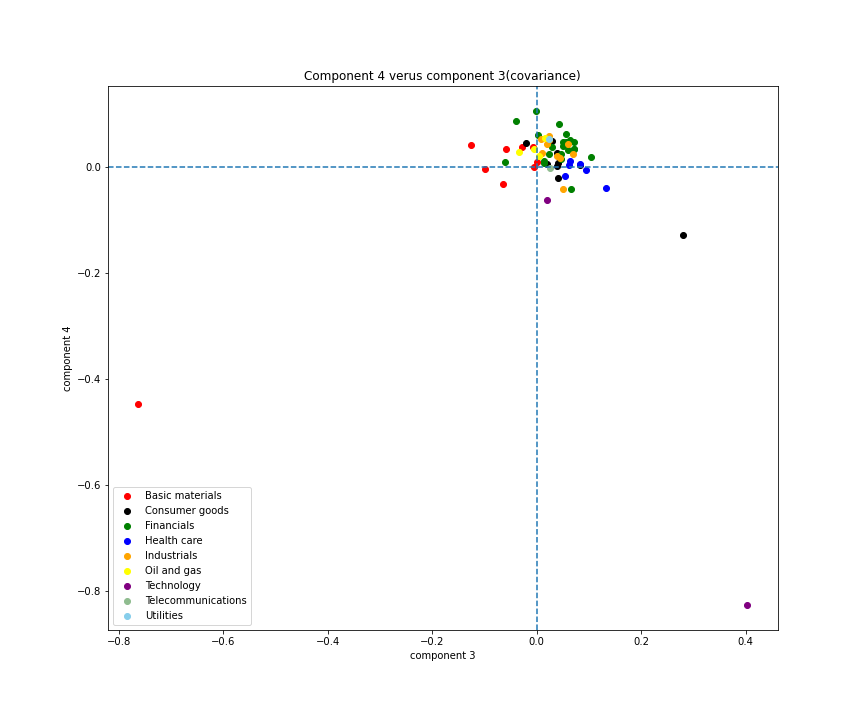 Component 4 verus component 3(covariance)
component 4
0.0
−0.2
−0.4
−0.6
−0.8
Basic materials
Consumer goods
Financials
Health care
Industrials
Oil and gas
Technology
Telecommunications
Utilities
−0.8
−0.6
−0.4
−0.2
0.0
0.2
0.4
component 3